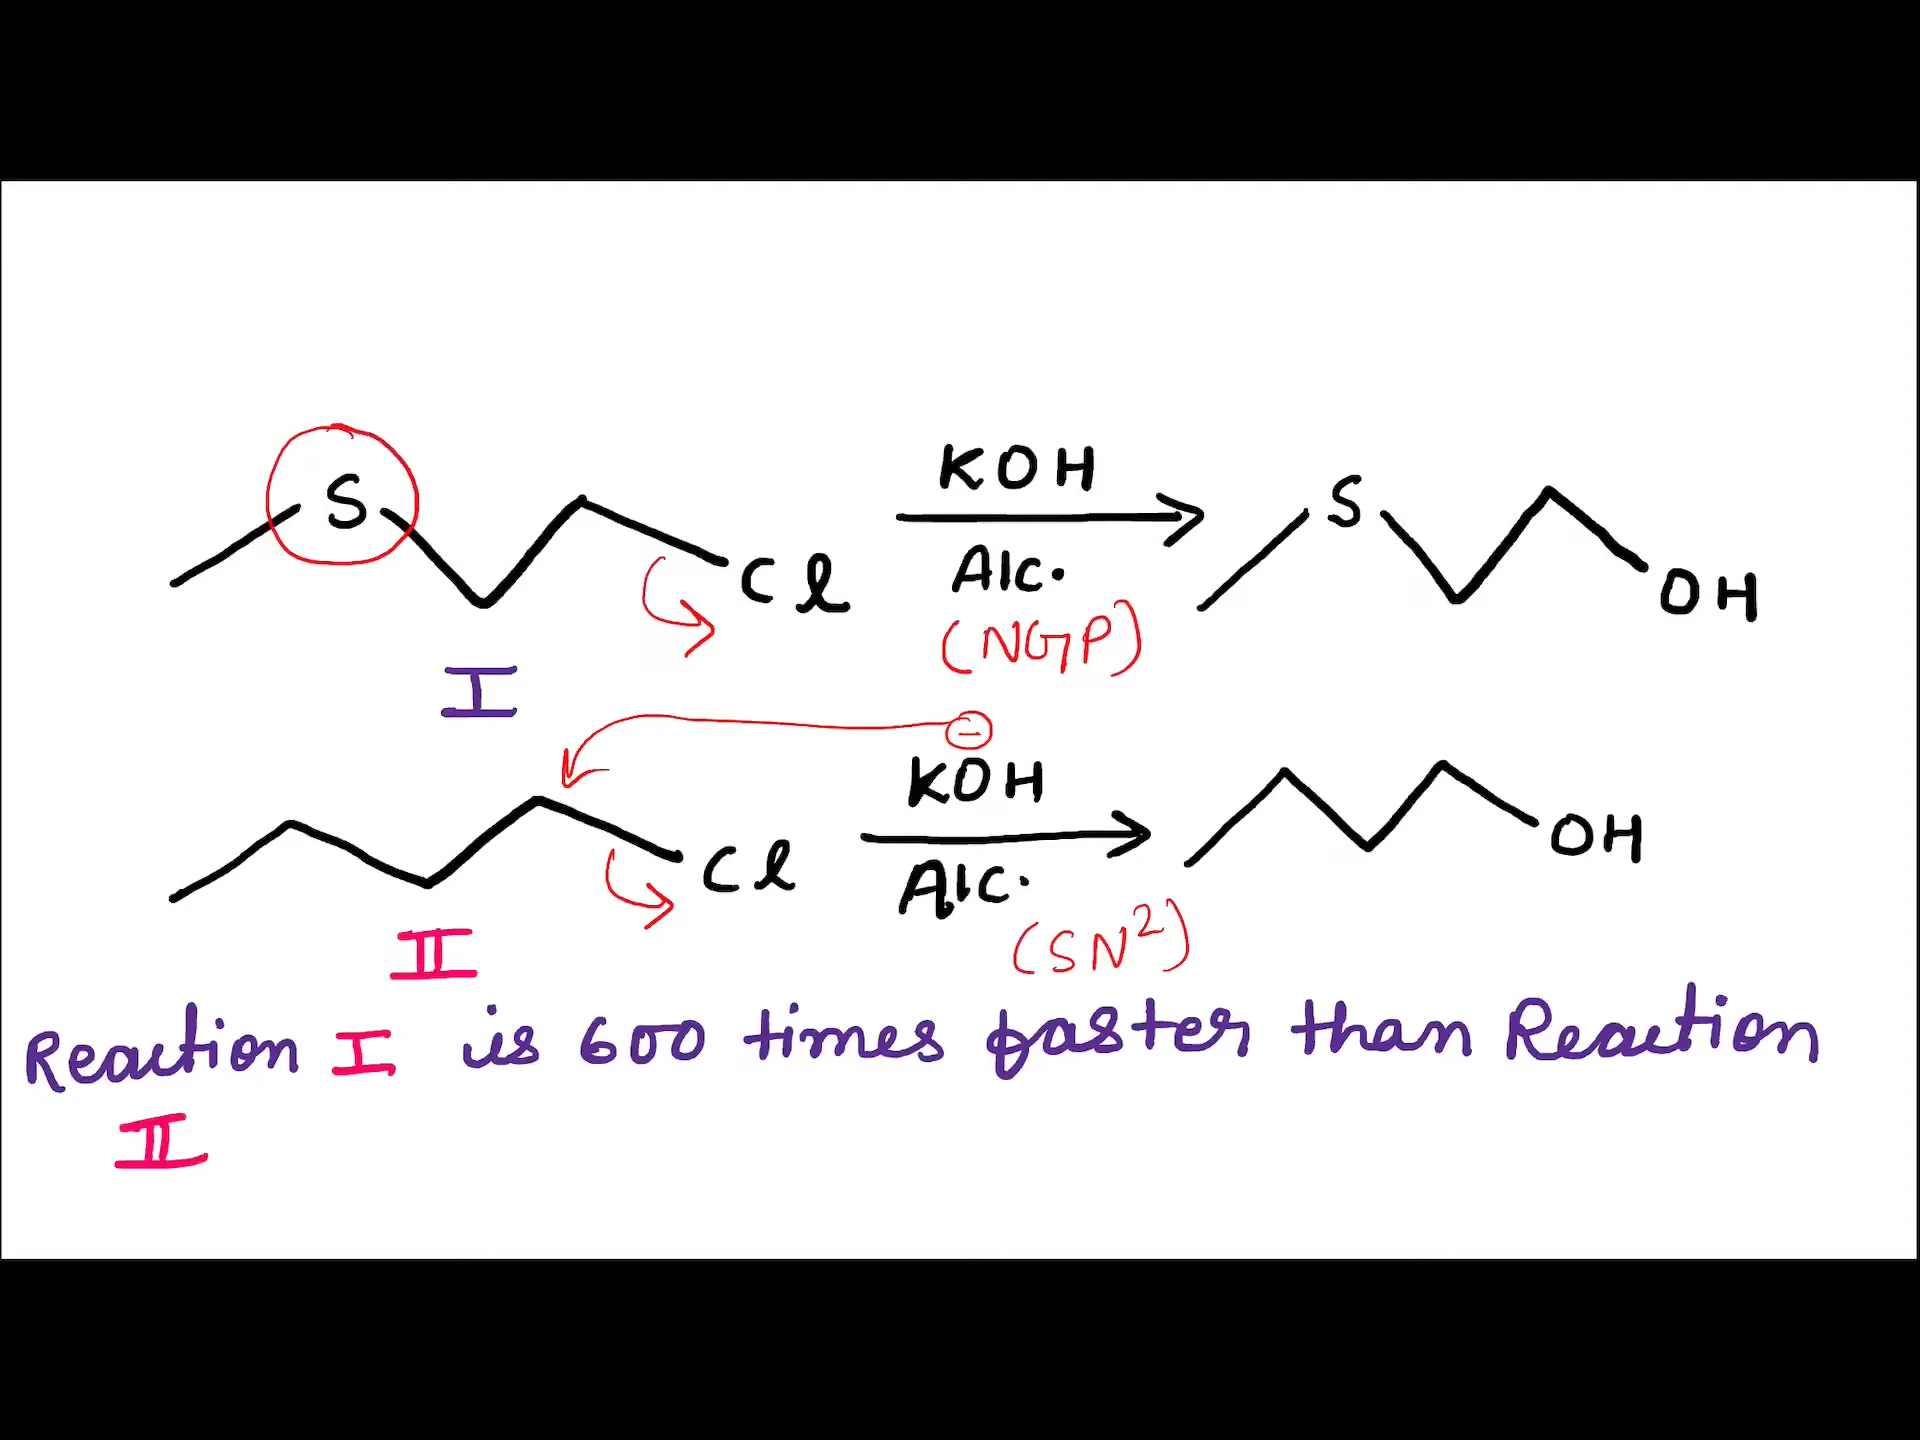 S Cl KOH Alc. (NGP) S OH
I
Cl KOH ⊖ Alc. (SN²) OH
II
Reaction I is 600 times faster than Reaction
II